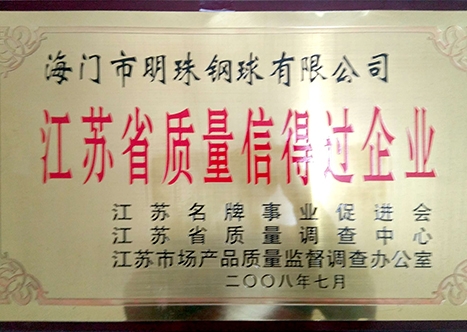 海门市明珠钢球有限公司
江苏省质量信得过企业
江苏名牌事业促进会
江苏省质量调查中心
江苏市场产品质量监督调查办公室
二〇〇八年七月